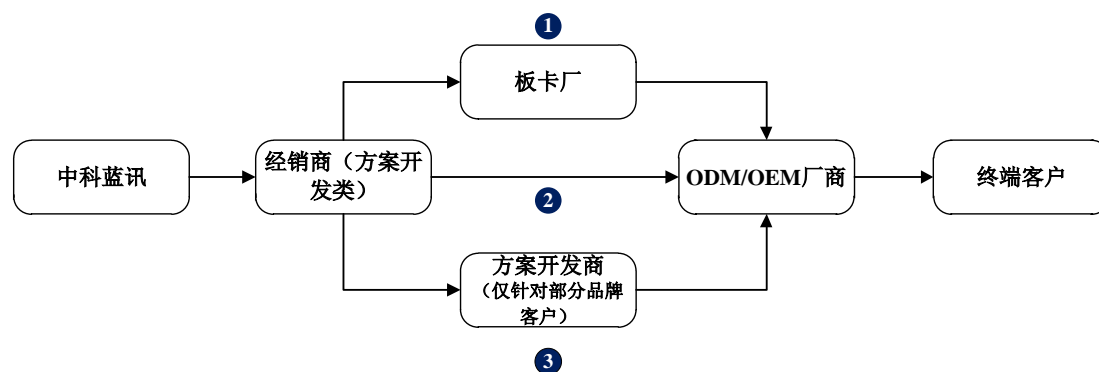 1
板卡厂
中科蓝讯
经销商（方案开
发类）
2
ODM/OEM厂商
终端客户
方案开发商
（仅针对部分品牌
客户）
3